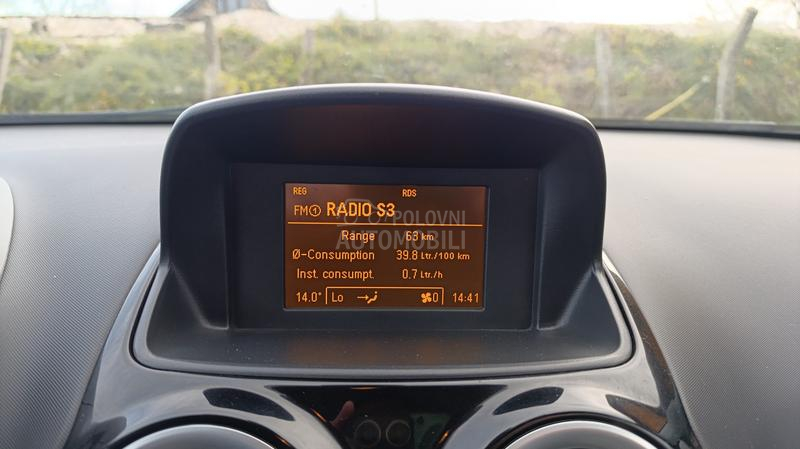 REG RDS
FM① RADIO S3
Range 63 km
Ø-Consumption 39.8 Ltr./100 km
Inst. consumpt. 0.7 Ltr./h
14.0° Lo 0 14:41
POLOVNI
AUTOMOBILI